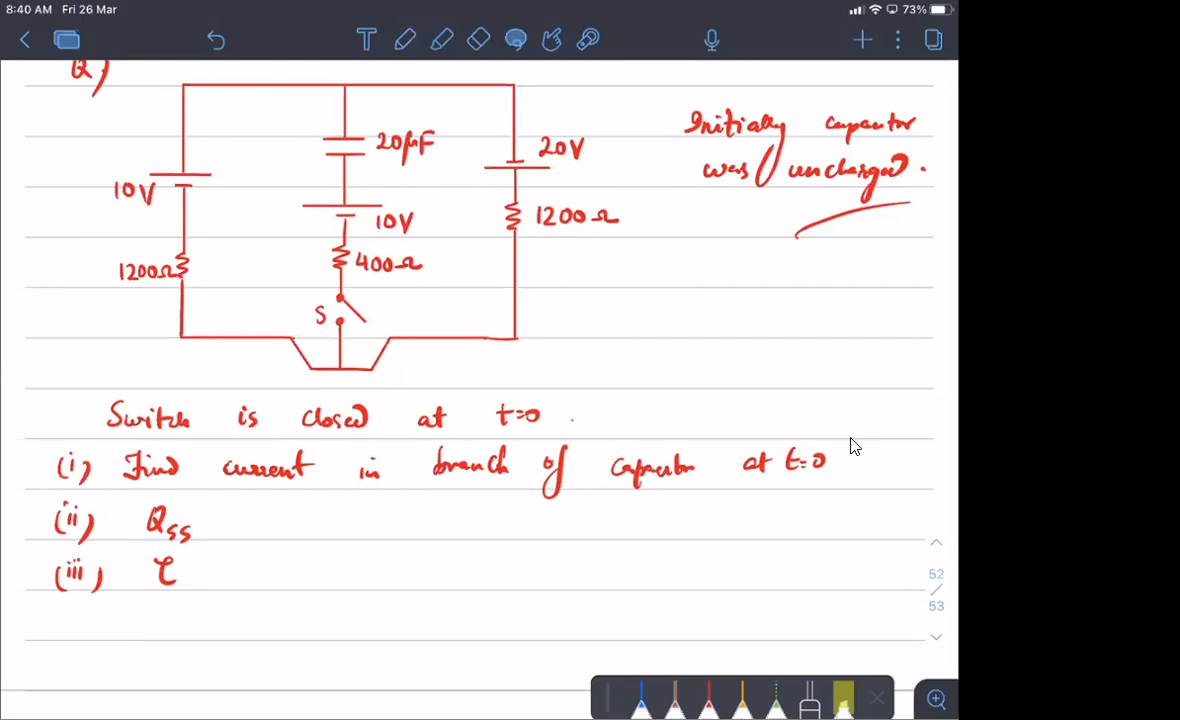 8:40 AM Fri 26 Mar
73%
Q)
20μF
20V
Initially capacitor
was uncharged.
10V
10V
1200Ω
1200Ω
400Ω
S
Switch is closed at t=0.
(i) Find current in branch of capacitor at t=0
(ii) Qss
(iii) τ
52
53